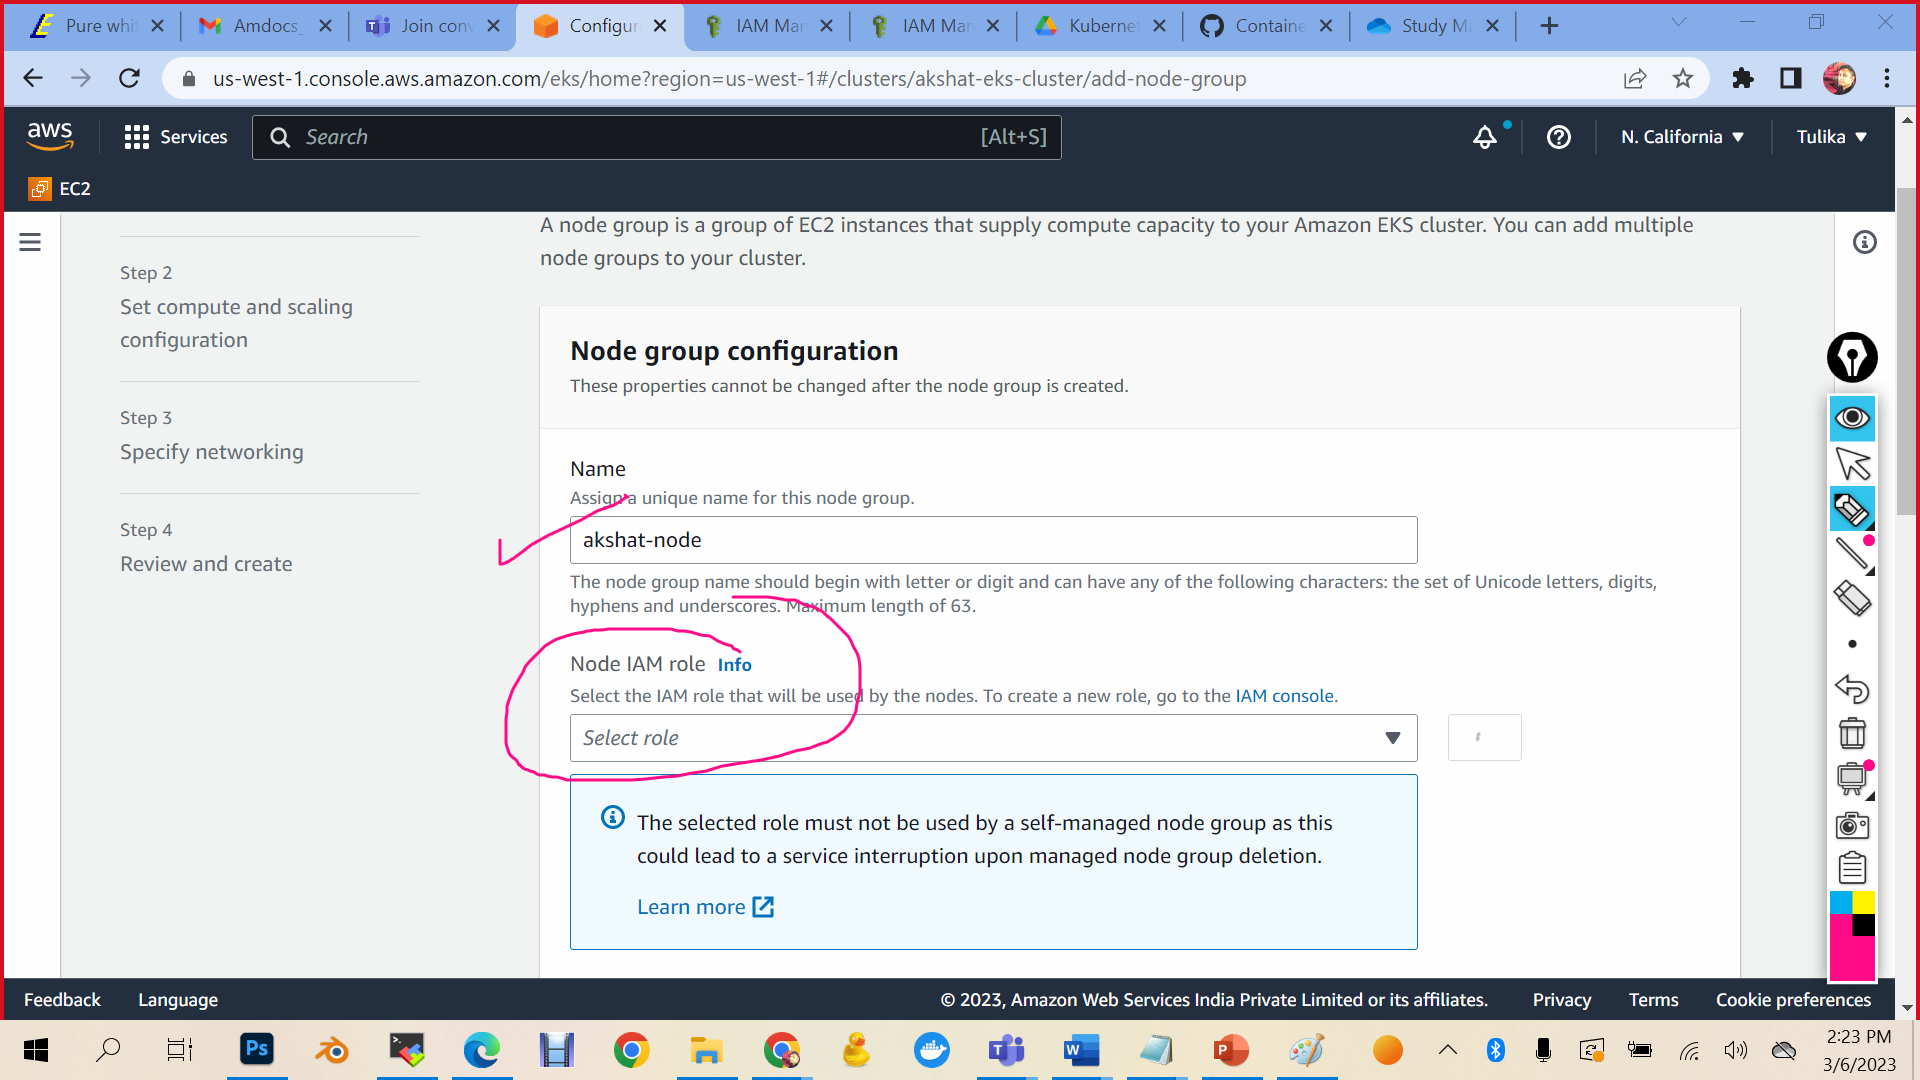 Pure whi
Amdocs_
Join conv
Configur
IAM Man
IAM Man
Kuberne
Containe
Study Ma
us-west-1.console.aws.amazon.com/eks/home?region=us-west-1#/clusters/akshat-eks-cluster/add-node-group
aws
Services
Search
[Alt+S]
N. California
Tulika
EC2
A node group is a group of EC2 instances that supply compute capacity to your Amazon EKS cluster. You can add multiple
node groups to your cluster.
Step 2
Set compute and scaling
configuration
Step 3
Specify networking
Step 4
Review and create
Node group configuration
These properties cannot be changed after the node group is created.
Name
Assign a unique name for this node group.
akshat-node
The node group name should begin with letter or digit and can have any of the following characters: the set of Unicode letters, digits,
hyphens and underscores. Maximum length of 63.
Node IAM role Info
Select the IAM role that will be used by the nodes. To create a new role, go to the IAM console.
Select role
The selected role must not be used by a self-managed node group as this
could lead to a service interruption upon managed node group deletion.
Learn more
Feedback
Language
© 2023, Amazon Web Services India Private Limited or its affiliates.
Privacy
Terms
Cookie preferences
Ps
2:23 PM
3/6/2023